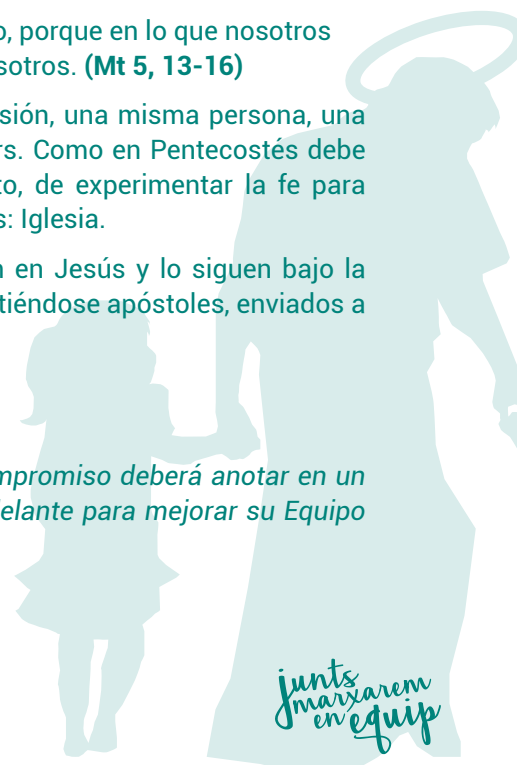 o, porque en lo que nosotros
sotros. (Mt 5, 13-16)
sión, una misma persona, una
rs. Como en Pentecostés debe
to, de experimentar la fe para
s: Iglesia.
n en Jesús y lo siguen bajo la
tiéndose apóstoles, enviados a
mpromiso deberá anotar en un
delante para mejorar su Equipo
junts
marxarem
en equip